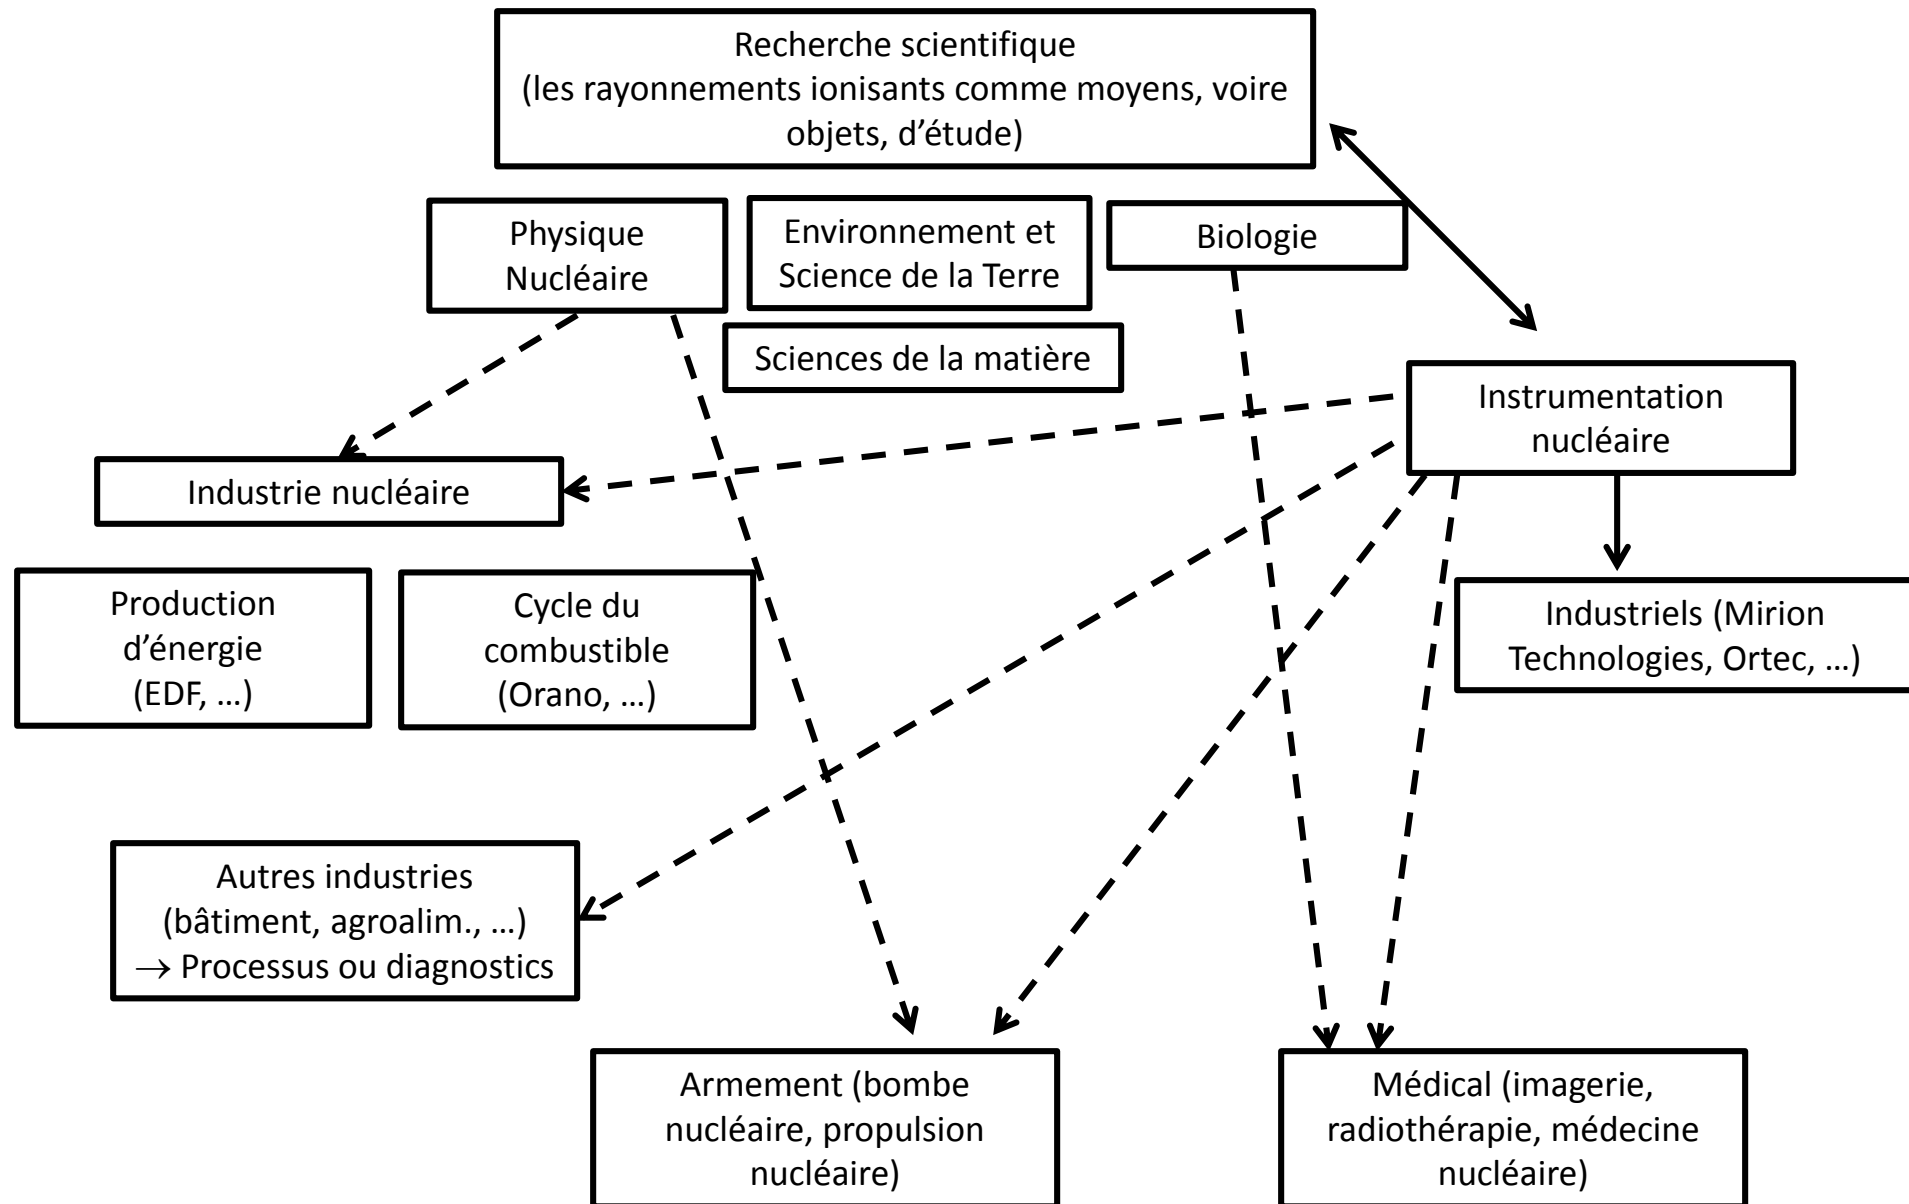 Recherche scientifique
(les rayonnements ionisants comme moyens, voire
objets, d’étude)
Physique
Nucléaire
Environnement et
Science de la Terre
Biologie
Sciences de la matière
Instrumentation
nucléaire
Industrie nucléaire
Production
d’énergie
(EDF, …)
Cycle du
combustible
(Orano, …)
Industriels (Mirion
Technologies, Ortec, …)
Autres industries
(bâtiment, agroalim., …)
→ Processus ou diagnostics
Armement (bombe
nucléaire, propulsion
nucléaire)
Médical (imagerie,
radiothérapie, médecine
nucléaire)